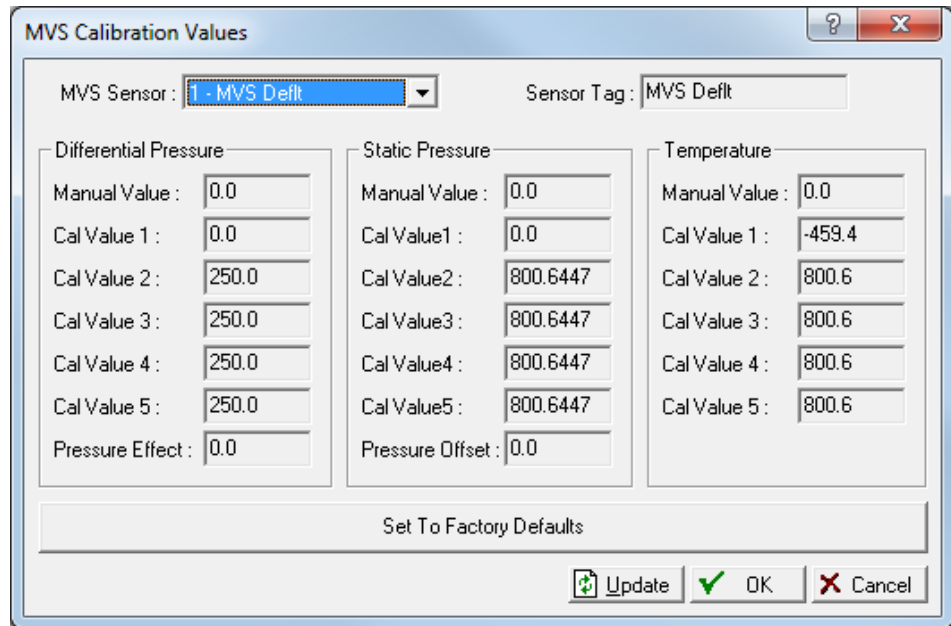 MVS Calibration Values
MVS Sensor : 1 - MVS Deflt
Sensor Tag : MVS Deflt
Differential Pressure
Manual Value : 0.0
Cal Value 1 : 0.0
Cal Value 2 : 250.0
Cal Value 3 : 250.0
Cal Value 4 : 250.0
Cal Value 5 : 250.0
Pressure Effect : 0.0
Static Pressure
Manual Value : 0.0
Cal Value1 : 0.0
Cal Value2 : 800.6447
Cal Value3 : 800.6447
Cal Value4 : 800.6447
Cal Value5 : 800.6447
Pressure Offset : 0.0
Temperature
Manual Value : 0.0
Cal Value 1 : -459.4
Cal Value 2 : 800.6
Cal Value 3 : 800.6
Cal Value 4 : 800.6
Cal Value 5 : 800.6
Set To Factory Defaults
Update
OK
Cancel